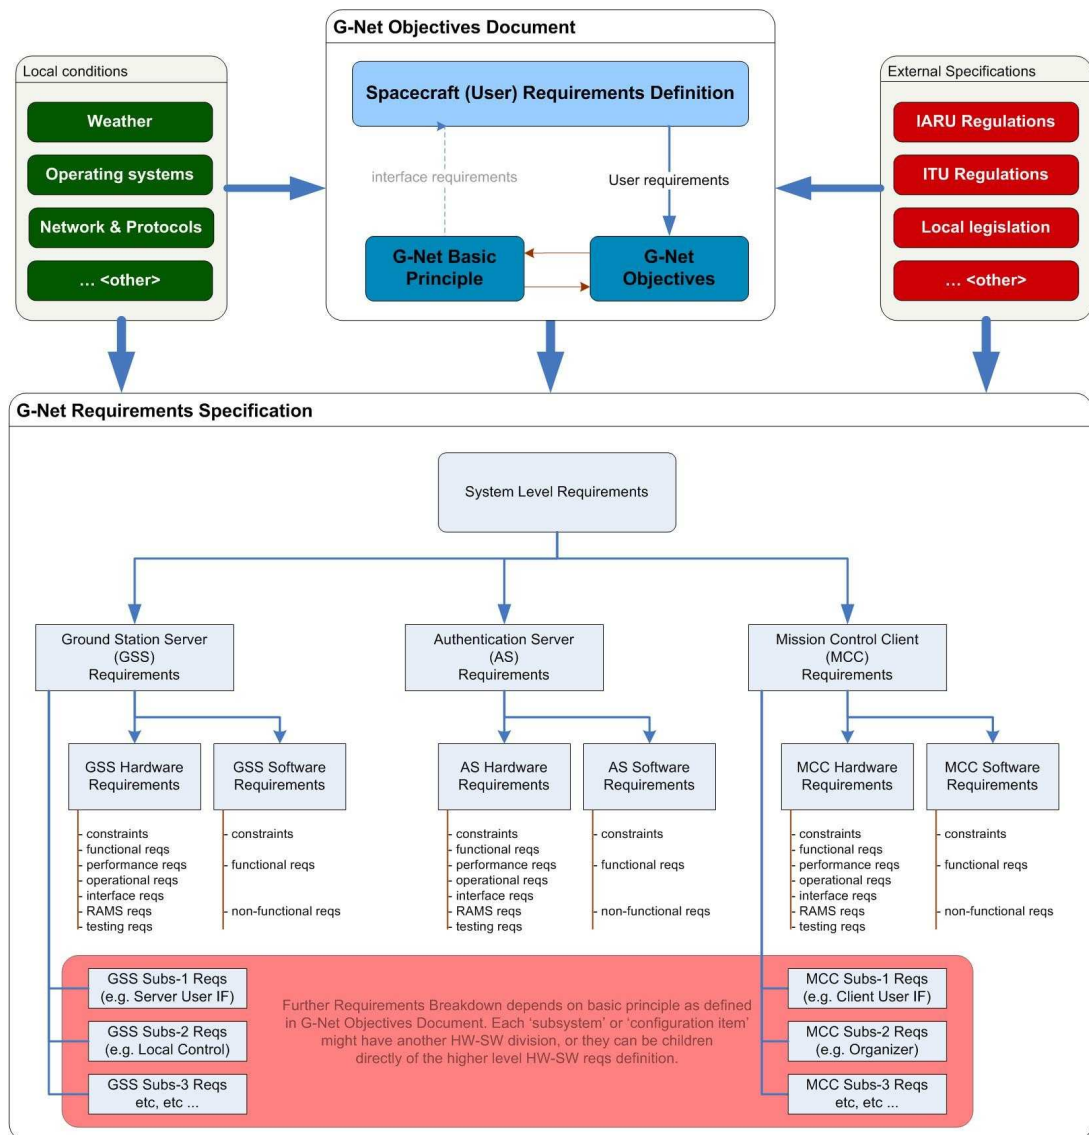 G-Net Objectives Document
Local conditions
Weather
Operating systems
Network & Protocols
... <other>
Spacecraft (User) Requirements Definition
interface requirements
User requirements
G-Net Basic
Principle
G-Net
Objectives
External Specifications
IARU Regulations
ITU Regulations
Local legislation
... <other>
G-Net Requirements Specification
System Level Requirements
Ground Station Server
(GSS)
Requirements
Authentication Server
(AS)
Requirements
Mission Control Client
(MCC)
Requirements
GSS Hardware
Requirements
GSS Software
Requirements
AS Hardware
Requirements
AS Software
Requirements
MCC Hardware
Requirements
MCC Software
Requirements
- constraints
- functional reqs
- performance reqs
- operational reqs
- interface reqs
- RAMS reqs
- testing reqs
- constraints
- functional reqs
- non-functional reqs
- constraints
- functional reqs
- performance reqs
- operational reqs
- interface reqs
- RAMS reqs
- testing reqs
- constraints
- functional reqs
- non-functional reqs
- constraints
- functional reqs
- performance reqs
- operational reqs
- interface reqs
- RAMS reqs
- testing reqs
- constraints
- functional reqs
- non-functional reqs
GSS Subs-1 Reqs
(e.g. Server User IF)
GSS Subs-2 Reqs
(e.g. Local Control)
GSS Subs-3 Reqs
etc, etc ...
Further Requirements Breakdown depends on basic principle as defined
in G-Net Objectives Document. Each 'subsystem' or 'configuration item'
might have another HW-SW division, or they can be children
directly of the higher level HW-SW reqs definition.
MCC Subs-1 Reqs
(e.g. Client User IF)
MCC Subs-2 Reqs
(e.g. Organizer)
MCC Subs-3 Reqs
etc, etc ...